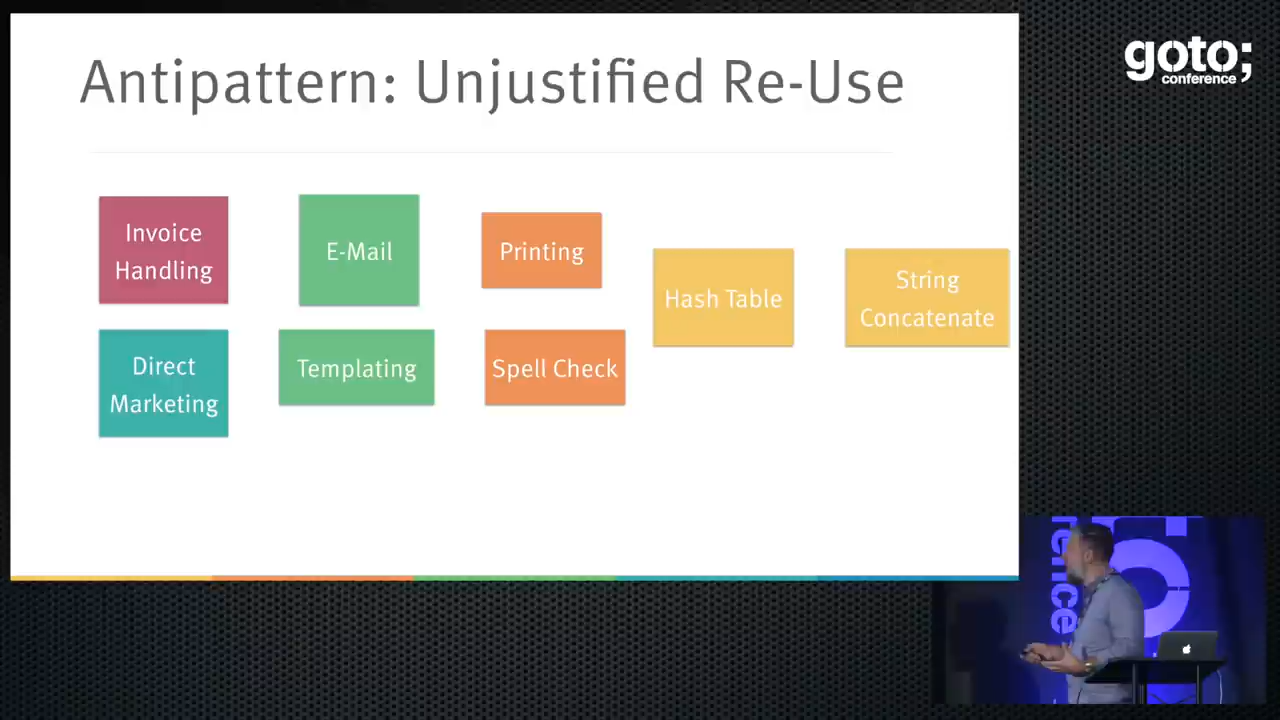 Antipattern: Unjustified Re-Use
goto;
conference
Invoice
Handling
E-Mail
Printing
Hash Table
String
Concatenate
Direct
Marketing
Templating
Spell Check